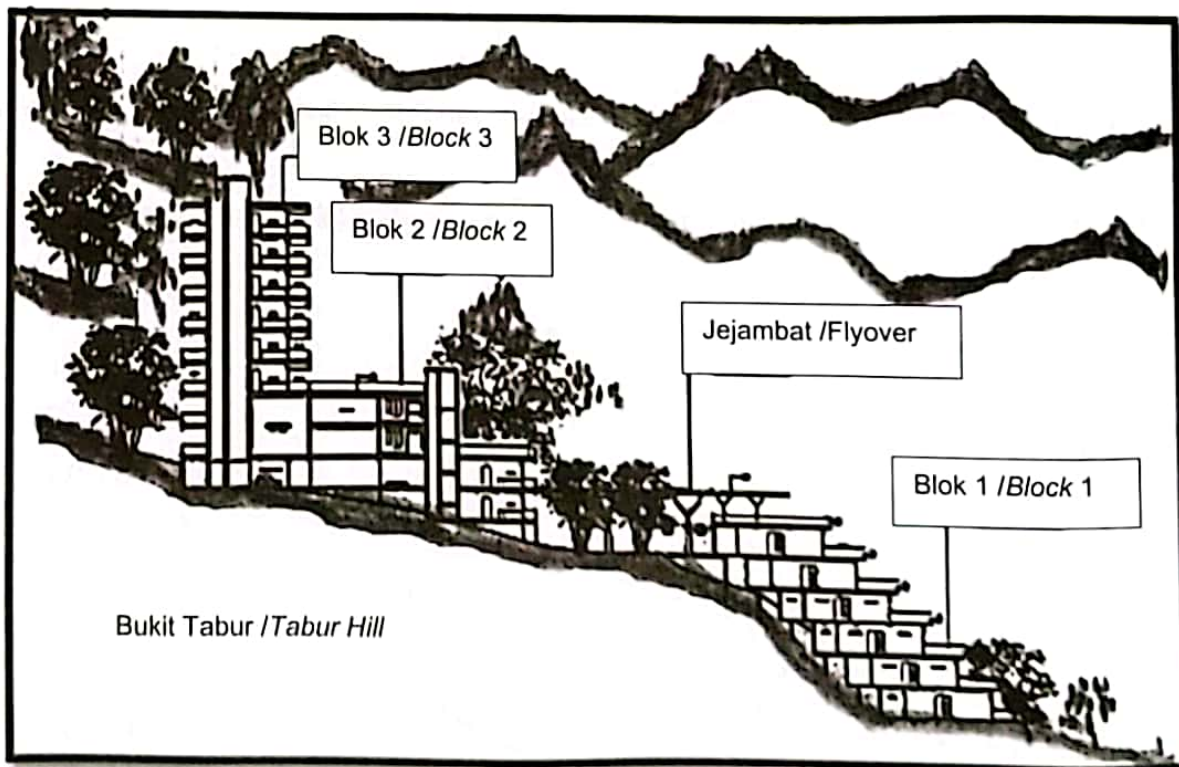 Blok 3 /Block 3
Blok 2 /Block 2
Jejambat /Flyover
Blok 1 /Block 1
Bukit Tabur /Tabur Hill